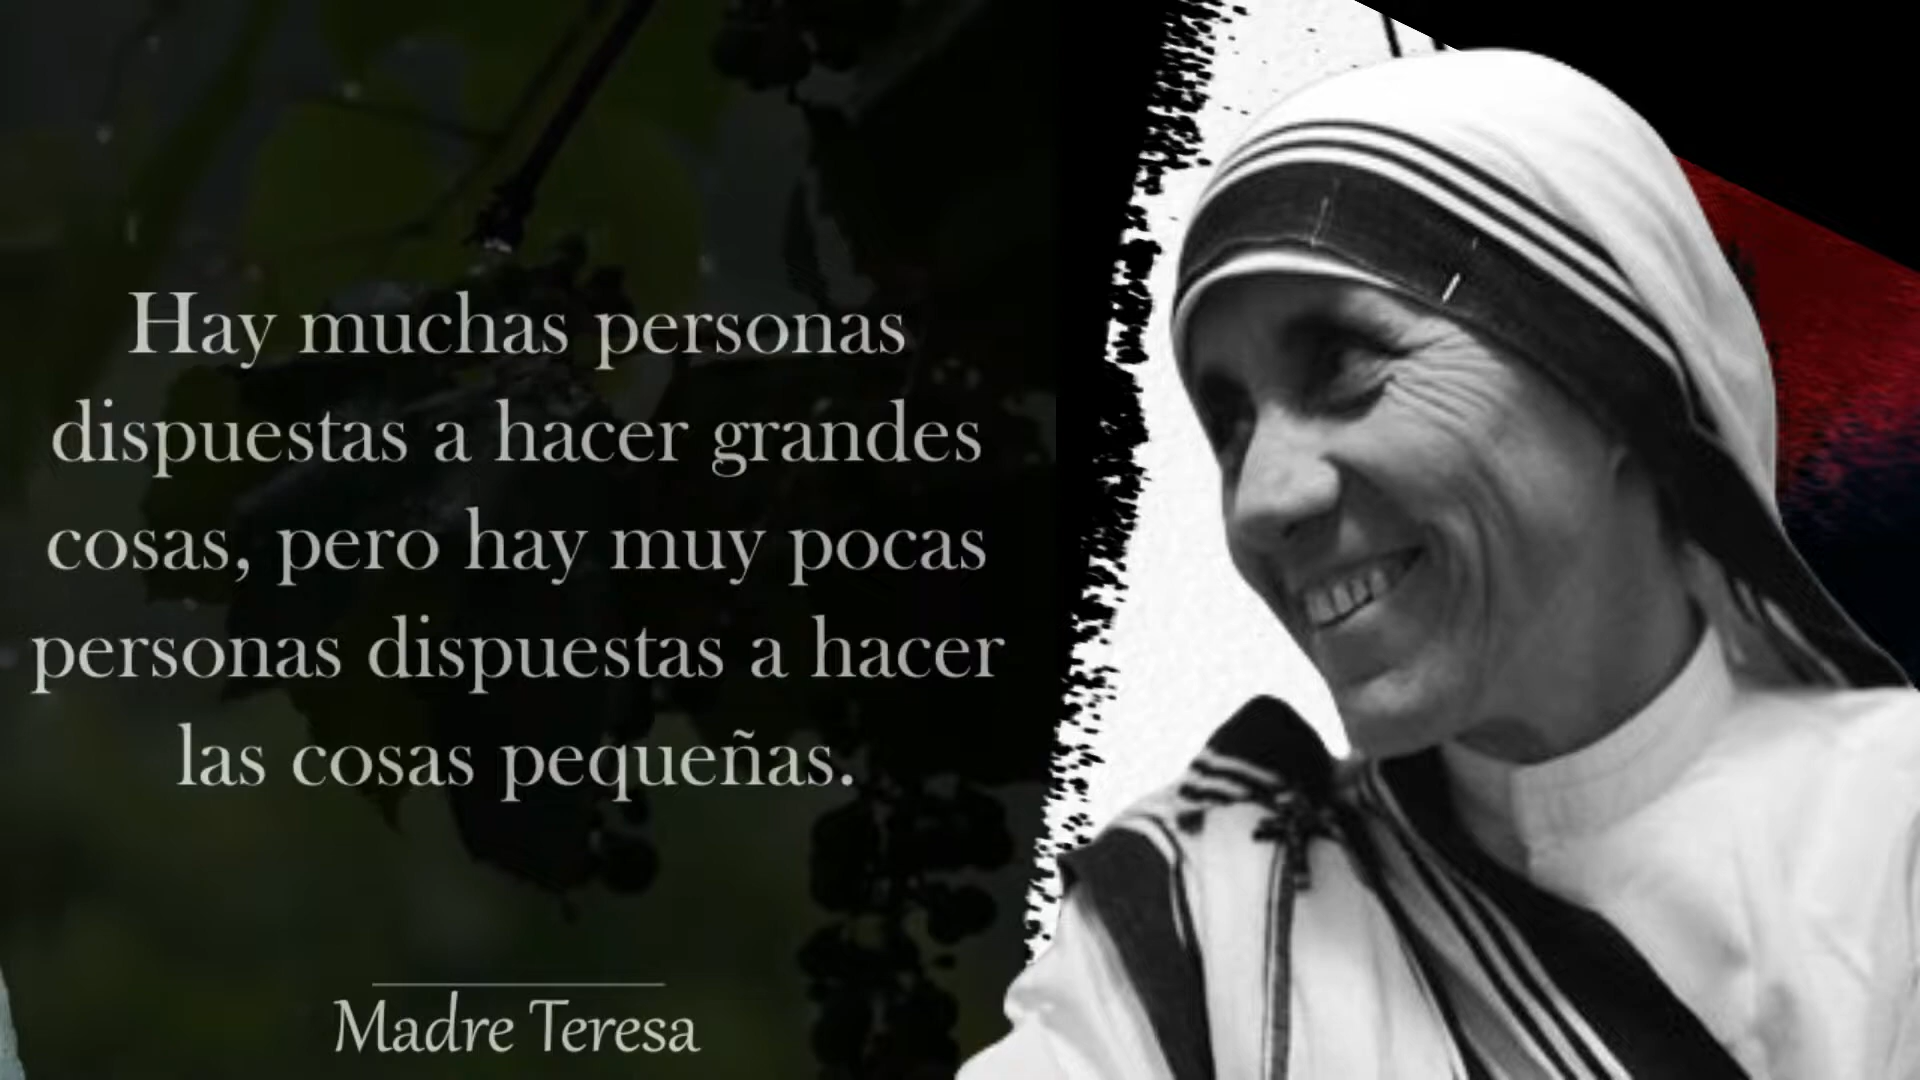 Hay muchas personas
dispuestas a hacer grandes
cosas, pero hay muy pocas
personas dispuestas a hacer
las cosas pequeñas.
Madre Teresa